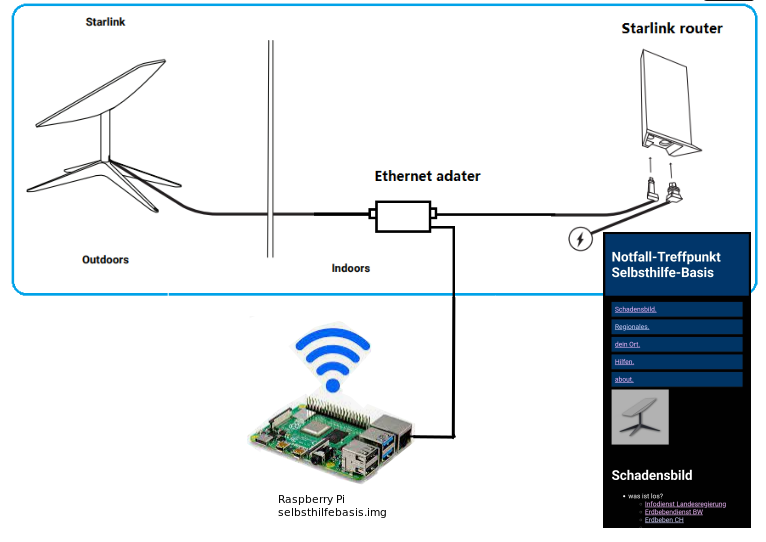 Starlink
Starlink router
Ethernet adater
Outdoors
Indoors
Notfall-Treffpunkt
Selbsthilfe-Basis
Schadensbild.
Regionales.
dein Ort.
Hilfen.
about.
Schadensbild
was ist los?
Infodienst Landesregierung
Erdbebendienst BW
Erdbeben CH
Raspberry Pi
selbsthilfebasis.img